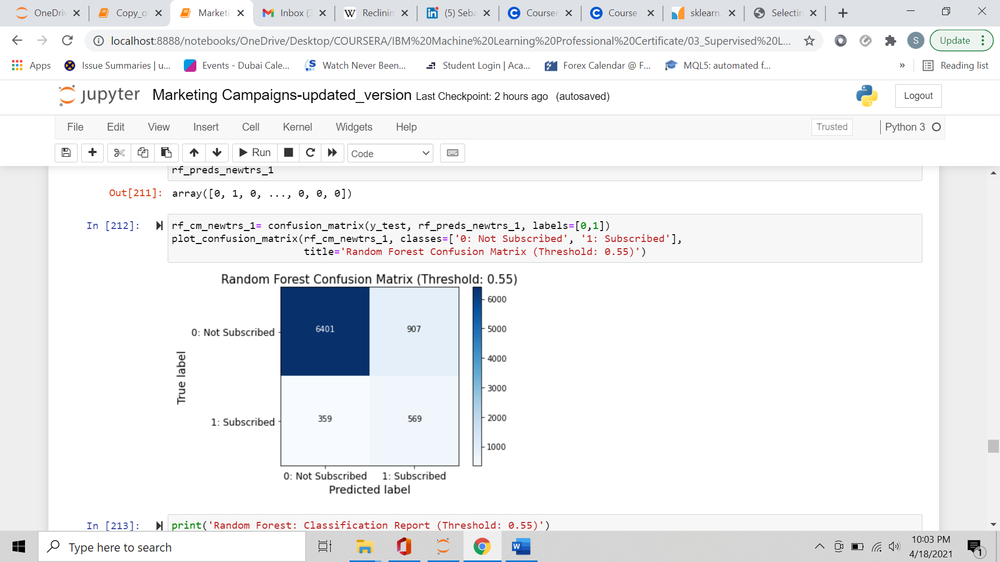 OneDri
Copy_o
Marketi
Inbox (3
Reclinin
(5) Seba
Courser
Course
sklearn.
Selectin
localhost:8888/notebooks/OneDrive/Desktop/COURSERA/IBM%20Machine%20Learning%20Professional%20Certificate/03_Supervised%20L...
S
Update
Apps
Issue Summaries | u...
Events - Dubai Cale...
Watch Never Been...
Student Login | Aca...
Forex Calendar @ F...
MQL5: automated f...
»
Reading list
jupyter
Marketing Campaigns-updated_version Last Checkpoint: 2 hours ago (autosaved)
Logout
File Edit View Insert Cell Kernel Widgets Help
Trusted
Python 3
Run
Code
rf_preds_newtrs_1
Out[211]: array([0, 1, 0, ..., 0, 0, 0])
In [212]: rf_cm_newtrs_1= confusion_matrix(y_test, rf_preds_newtrs_1, labels=[0,1])
plot_confusion_matrix(rf_cm_newtrs_1, classes=['0: Not Subscribed', '1: Subscribed'],
title='Random Forest Confusion Matrix (Threshold: 0.55)')
Random Forest Confusion Matrix (Threshold: 0.55)
True label
0: Not Subscribed
1: Subscribed
6401 907
359 569
6000
5000
4000
3000
2000
1000
0: Not Subscribed 1: Subscribed
Predicted label
In [213]: print('Random Forest: Classification Report (Threshold: 0.55)')
Type here to search
W
10:03 PM
4/18/2021
1